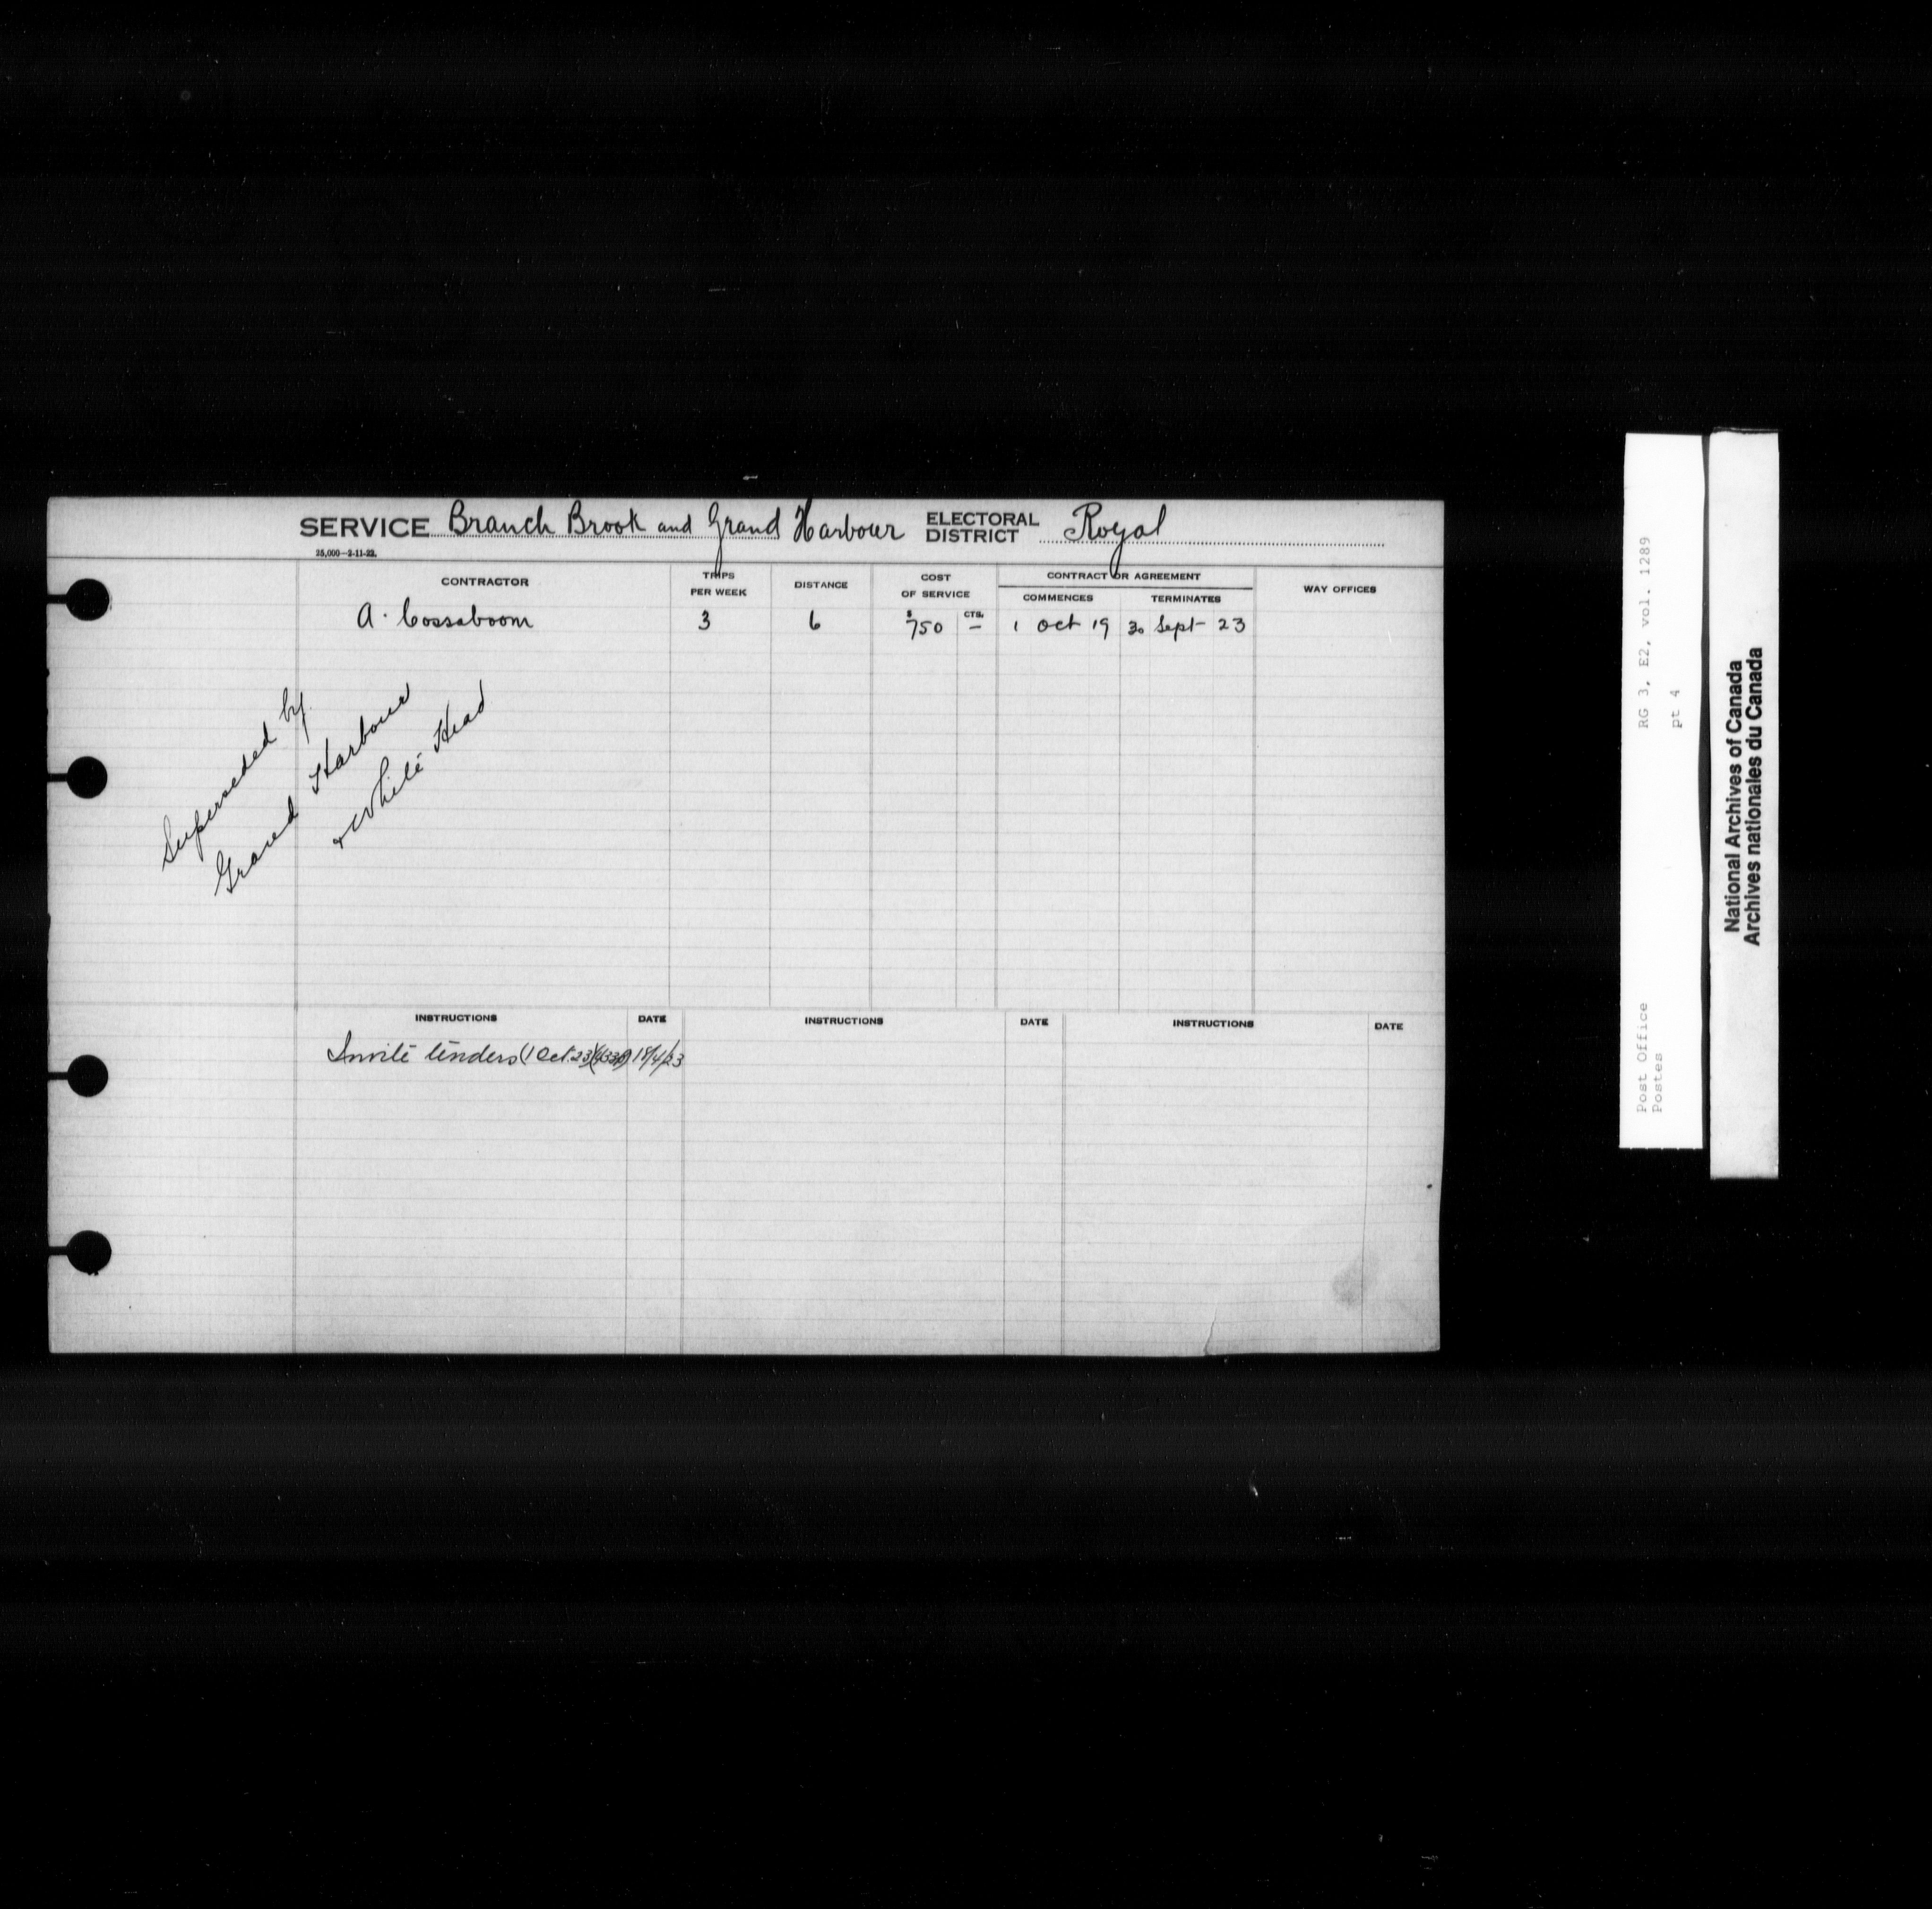 SERVICE Branch Brook and Grand Harbour ELECTORAL DISTRICT Royal
25,000—2-11-22.
CONTRACTOR TRIPS PER WEEK DISTANCE COST OF SERVICE CONTRACT OR AGREEMENT WAY OFFICES
COMMENCES TERMINATES
$ CTS.
A. Cossaboom 3 6 750 — 1 Oct 19 30 Sept 23
Superseded by
Grand Harbour
& White Head
INSTRUCTIONS DATE INSTRUCTIONS DATE INSTRUCTIONS DATE
Invite tenders (1 Oct. 23) 18/4/23
Post Office RG 3, E2, vol. 1289
Postes pt 4
National Archives of Canada
Archives nationales du Canada